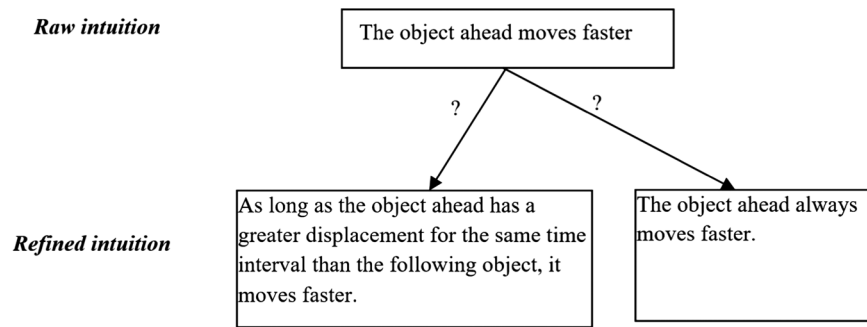 Raw intuition
The object ahead moves faster
?
?
Refined intuition
As long as the object ahead has a
greater displacement for the same time
interval than the following object, it
moves faster.
The object ahead always
moves faster.